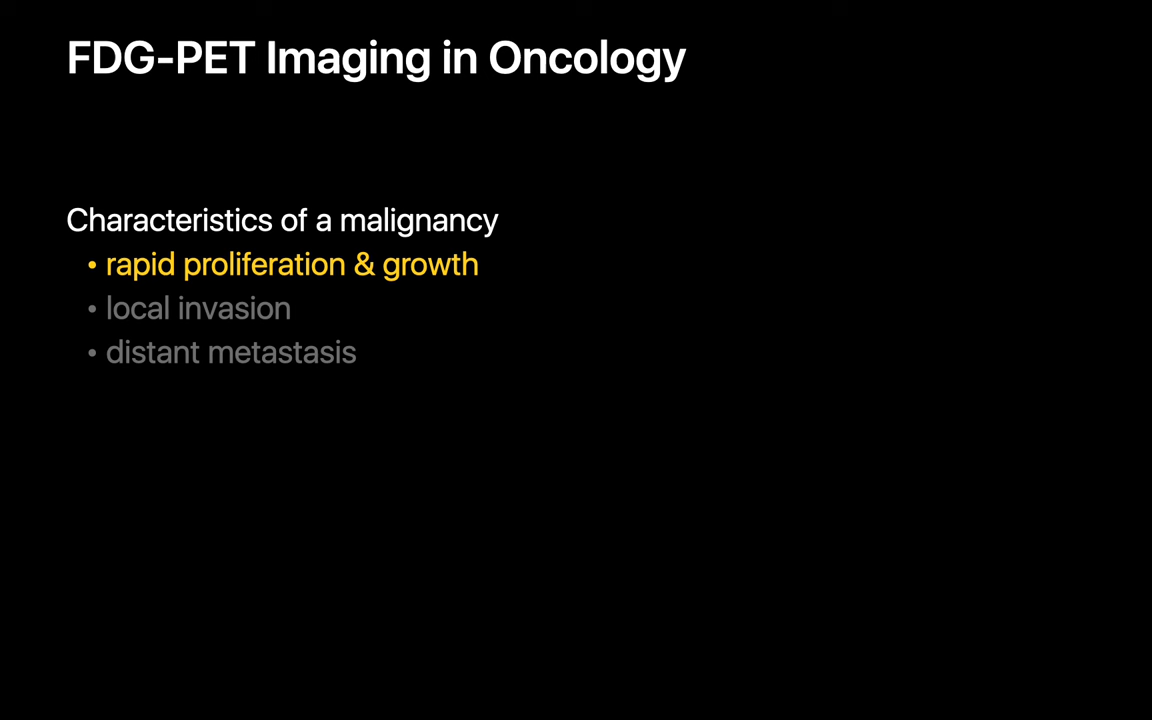 FDG-PET Imaging in Oncology
Characteristics of a malignancy
• rapid proliferation & growth
• local invasion
• distant metastasis